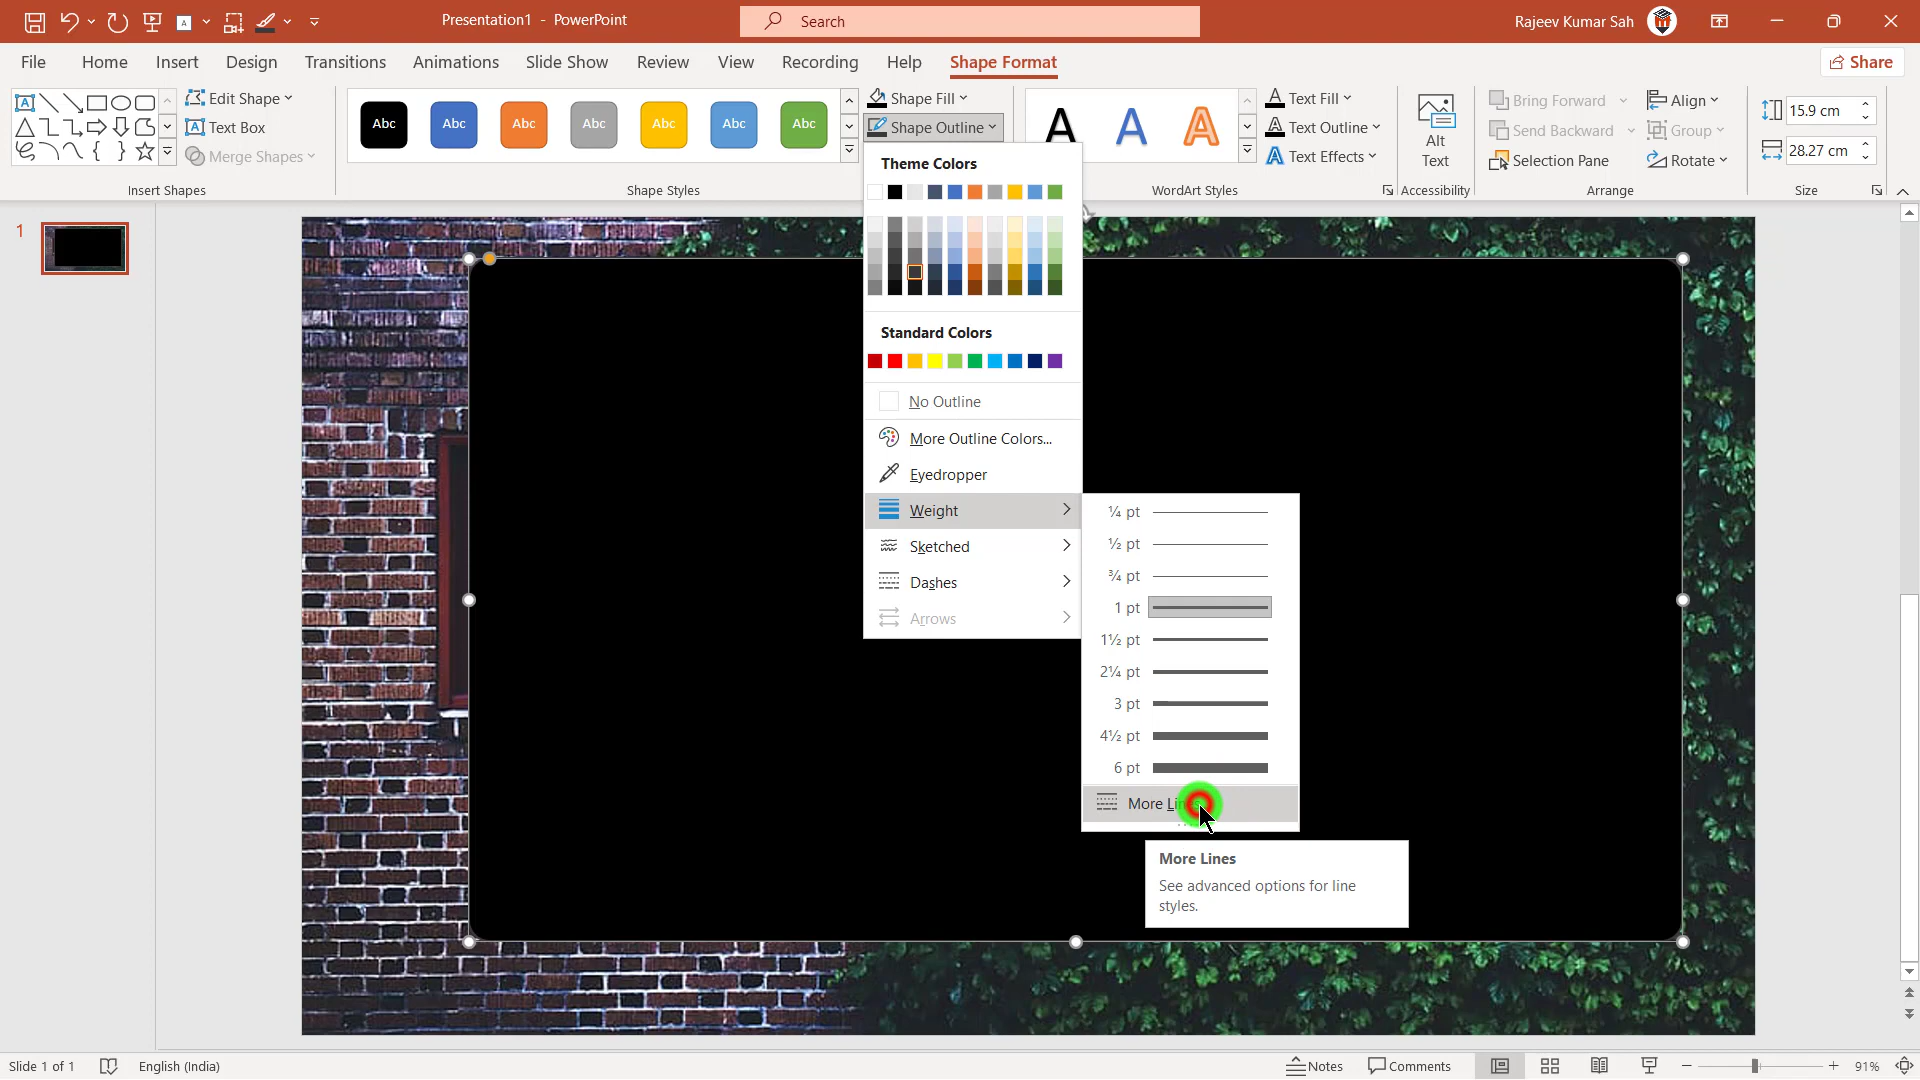 Presentation1 - PowerPoint
Search
Rajeev Kumar Sah
File Home Insert Design Transitions Animations Slide Show Review View Recording Help Shape Format
Share
Edit Shape
Text Box
Merge Shapes
Insert Shapes
Abc Abc Abc Abc Abc Abc Abc
Shape Styles
Shape Fill
Shape Outline
A A A
Text Fill
Text Outline
Text Effects
WordArt Styles
Alt
Text
Accessibility
Bring Forward
Send Backward
Selection Pane
Align
Group
Rotate
Arrange
15.9 cm
28.27 cm
Size
1
Theme Colors
Standard Colors
No Outline
More Outline Colors...
Eyedropper
Weight
Sketched
Dashes
Arrows
¼ pt
½ pt
¾ pt
1 pt
1½ pt
2¼ pt
3 pt
4½ pt
6 pt
More
More Lines
See advanced options for line
styles.
Slide 1 of 1
English (India)
Notes
Comments
91%